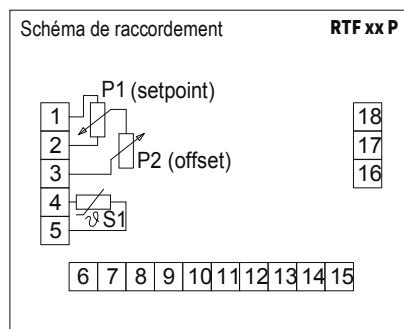 Schéma de raccordement RTF xx P
P1 (setpoint)
1
2
3
4
5
P2 (offset)
ϑ S1
18
17
16
6 7 8 9 10 11 12 13 14 15